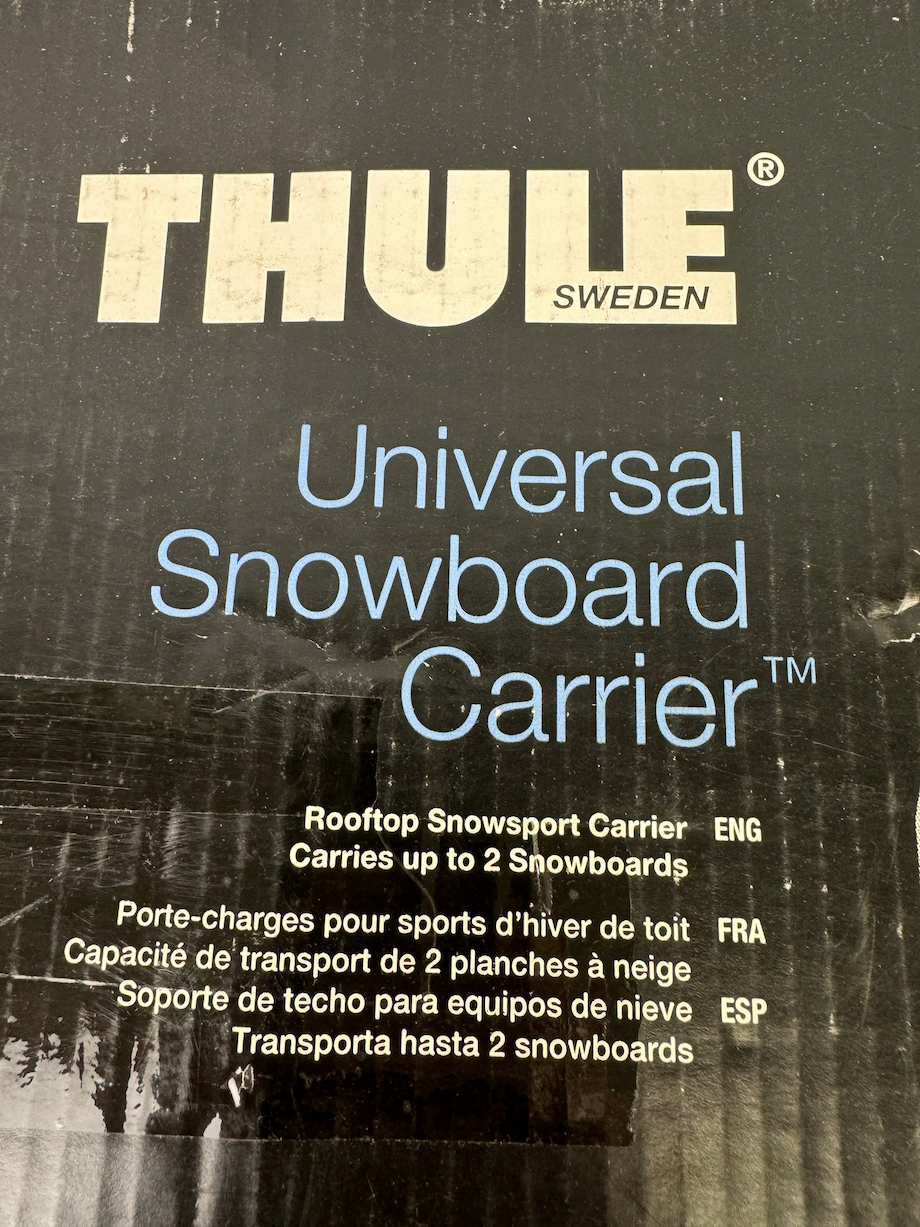 THULE®
SWEDEN
Universal
Snowboard
Carrier™
Rooftop Snowsport Carrier ENG
Carries up to 2 Snowboards
Porte-charges pour sports d'hiver de toit FRA
Capacité de transport de 2 planches à neige
Soporte de techo para equipos de nieve ESP
Transporta hasta 2 snowboards